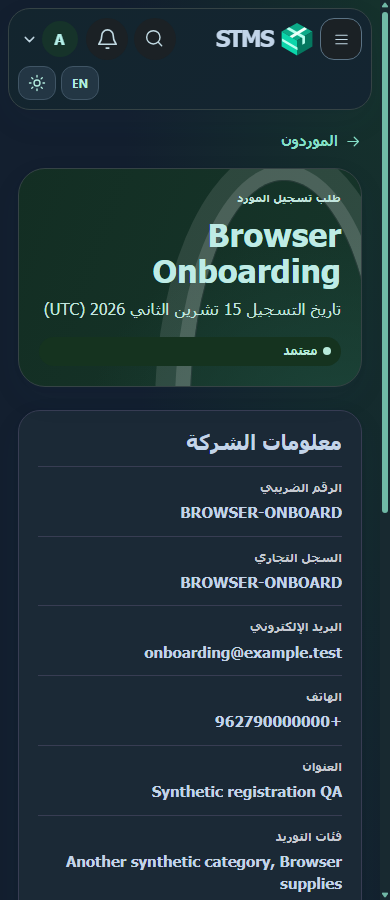 STMS
A
EN
الموردون
طلب تسجيل المورد
Browser
Onboarding
تاريخ التسجيل 15 تشرين الثاني 2026 (UTC)
معتمد
معلومات الشركة
الرقم الضريبي
BROWSER-ONBOARD
السجل التجاري
BROWSER-ONBOARD
البريد الإلكتروني
onboarding@example.test
الهاتف
962790000000+
العنوان
Synthetic registration QA
فئات التوريد
Another synthetic category, Browser
supplies